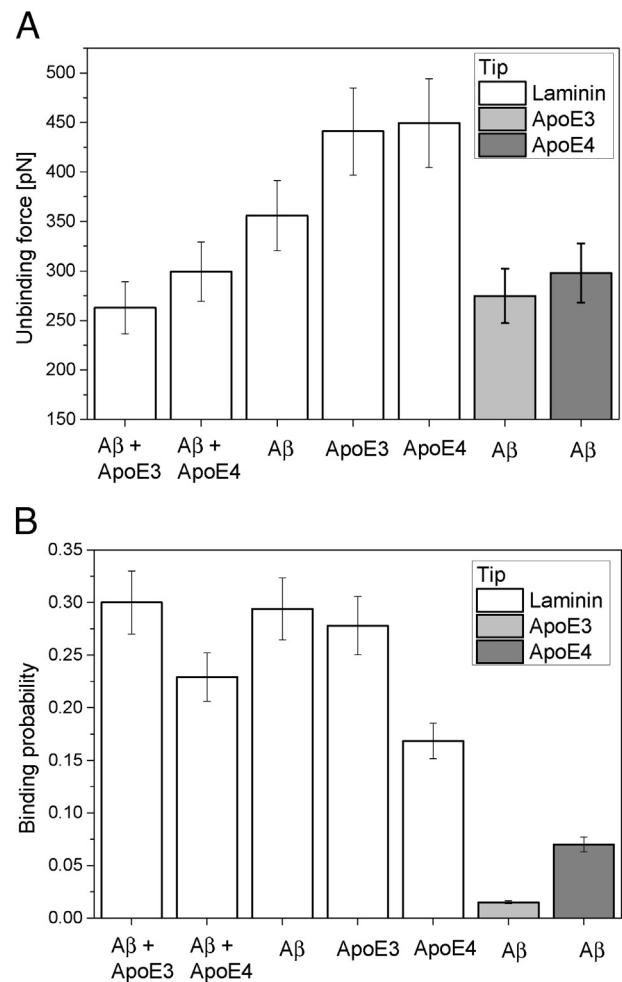 A
500
450
400
350
300
250
200
150
Unbinding force [pN]
Tip
Laminin
ApoE3
ApoE4
Aβ +
ApoE3
Aβ +
ApoE4
Aβ
ApoE3
ApoE4
Aβ
Aβ
B
0.35
0.30
0.25
0.20
0.15
0.10
0.05
0.00
Binding probability
Tip
Laminin
ApoE3
ApoE4
Aβ +
ApoE3
Aβ +
ApoE4
Aβ
ApoE3
ApoE4
Aβ
Aβ